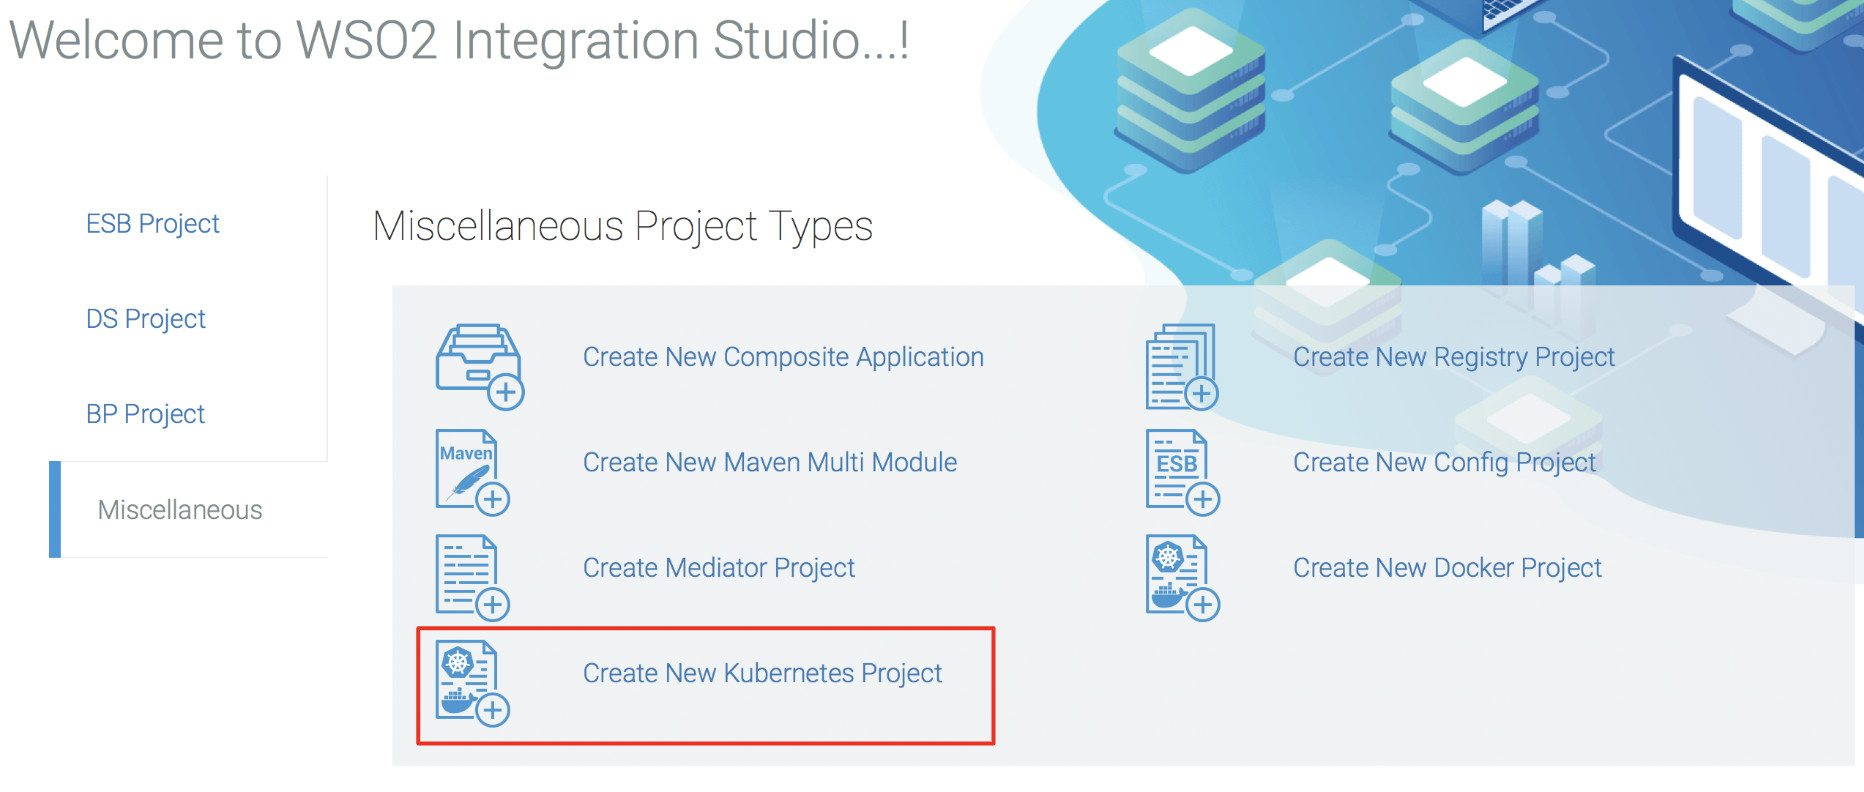 Welcome to WSO2 Integration Studio...!
ESB Project
DS Project
BP Project
Miscellaneous
Miscellaneous Project Types
Create New Composite Application
Create New Registry Project
Maven
Create New Maven Multi Module
ESB
Create New Config Project
Create Mediator Project
Create New Docker Project
Create New Kubernetes Project